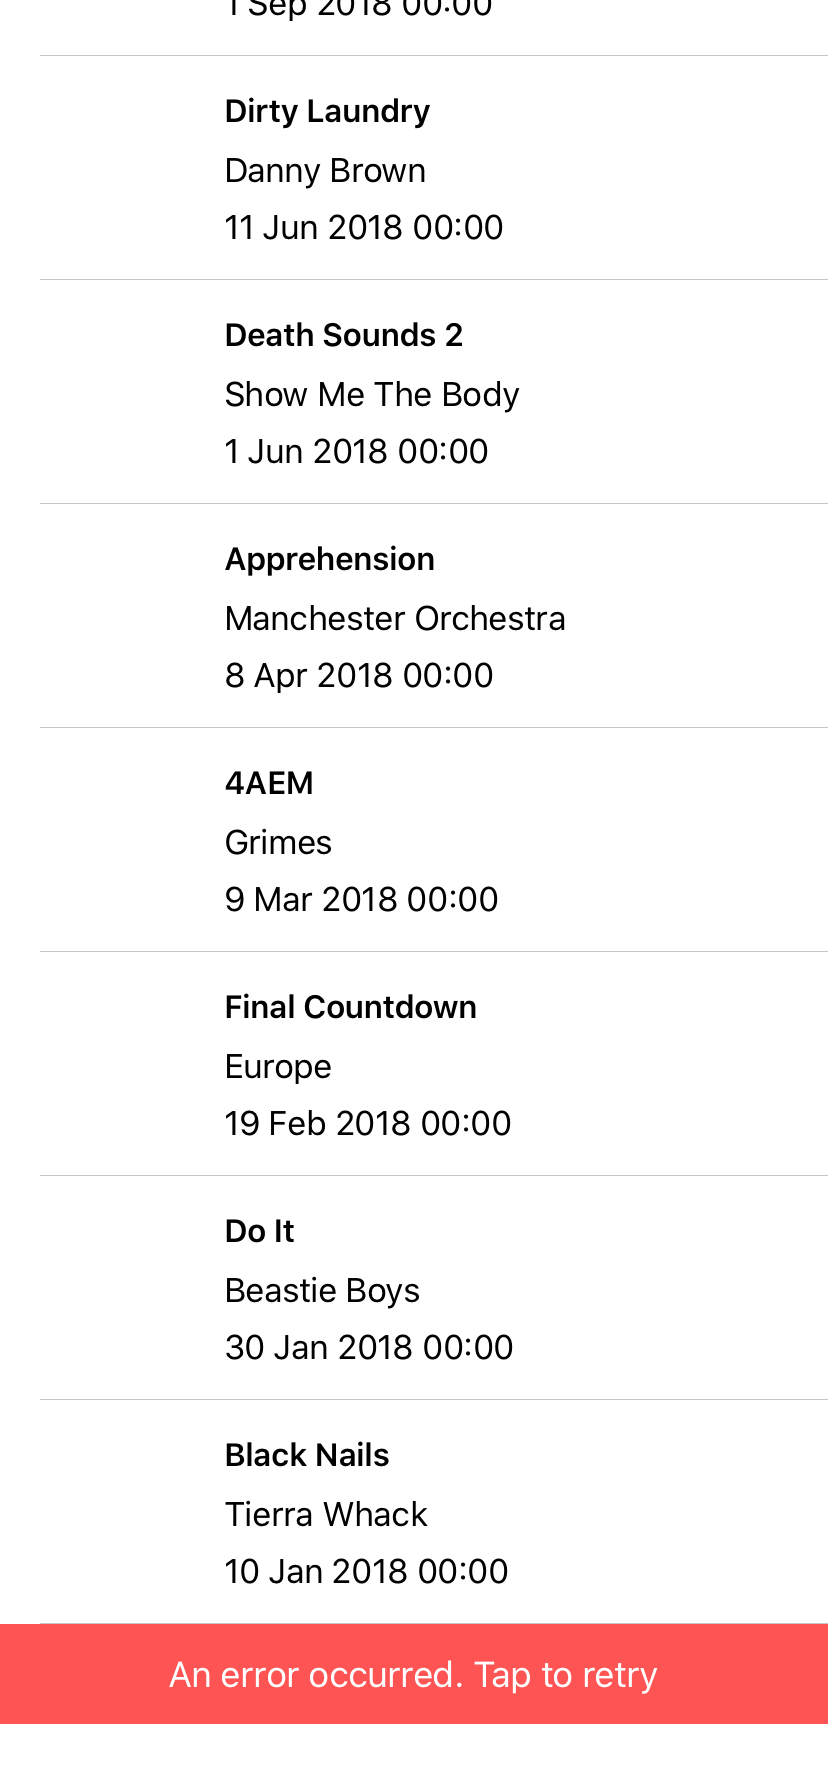 1 Sep 2018 00:00
Dirty Laundry
Danny Brown
11 Jun 2018 00:00
Death Sounds 2
Show Me The Body
1 Jun 2018 00:00
Apprehension
Manchester Orchestra
8 Apr 2018 00:00
4AEM
Grimes
9 Mar 2018 00:00
Final Countdown
Europe
19 Feb 2018 00:00
Do It
Beastie Boys
30 Jan 2018 00:00
Black Nails
Tierra Whack
10 Jan 2018 00:00
An error occurred. Tap to retry